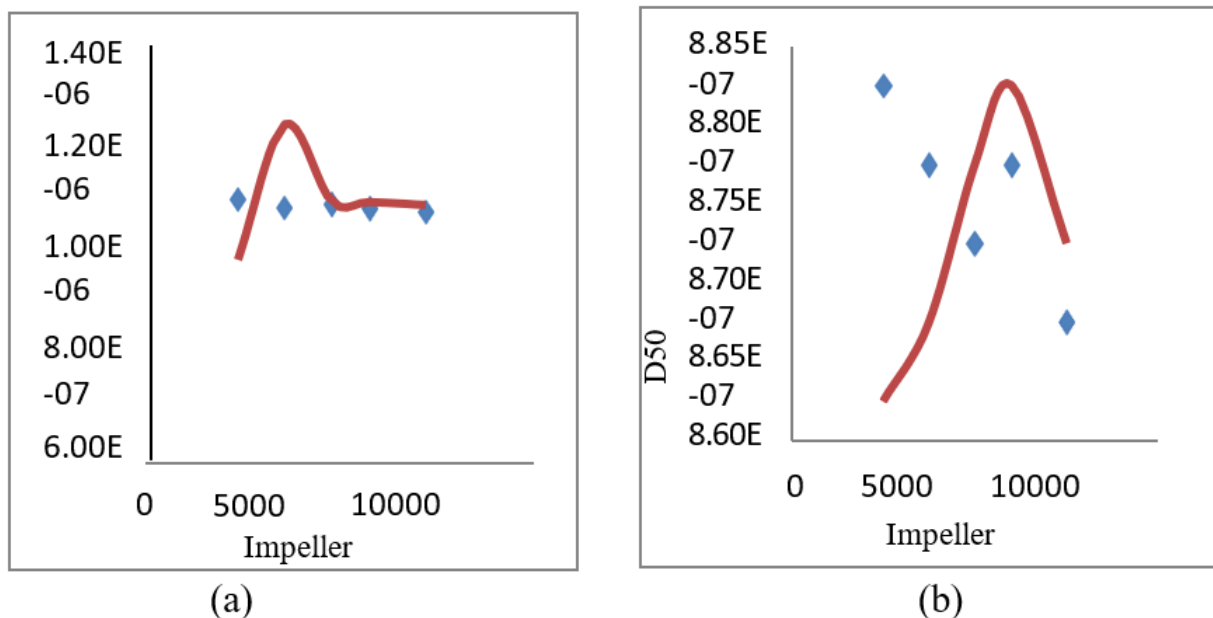 1.40E
-06
1.20E
-06
1.00E
-06
8.00E
-07
6.00E
0 5000 10000
Impeller
(a)
8.85E
-07
8.80E
-07
8.75E
-07
8.70E
-07
8.65E
-07
8.60E
D50
0 5000 10000
Impeller
(b)